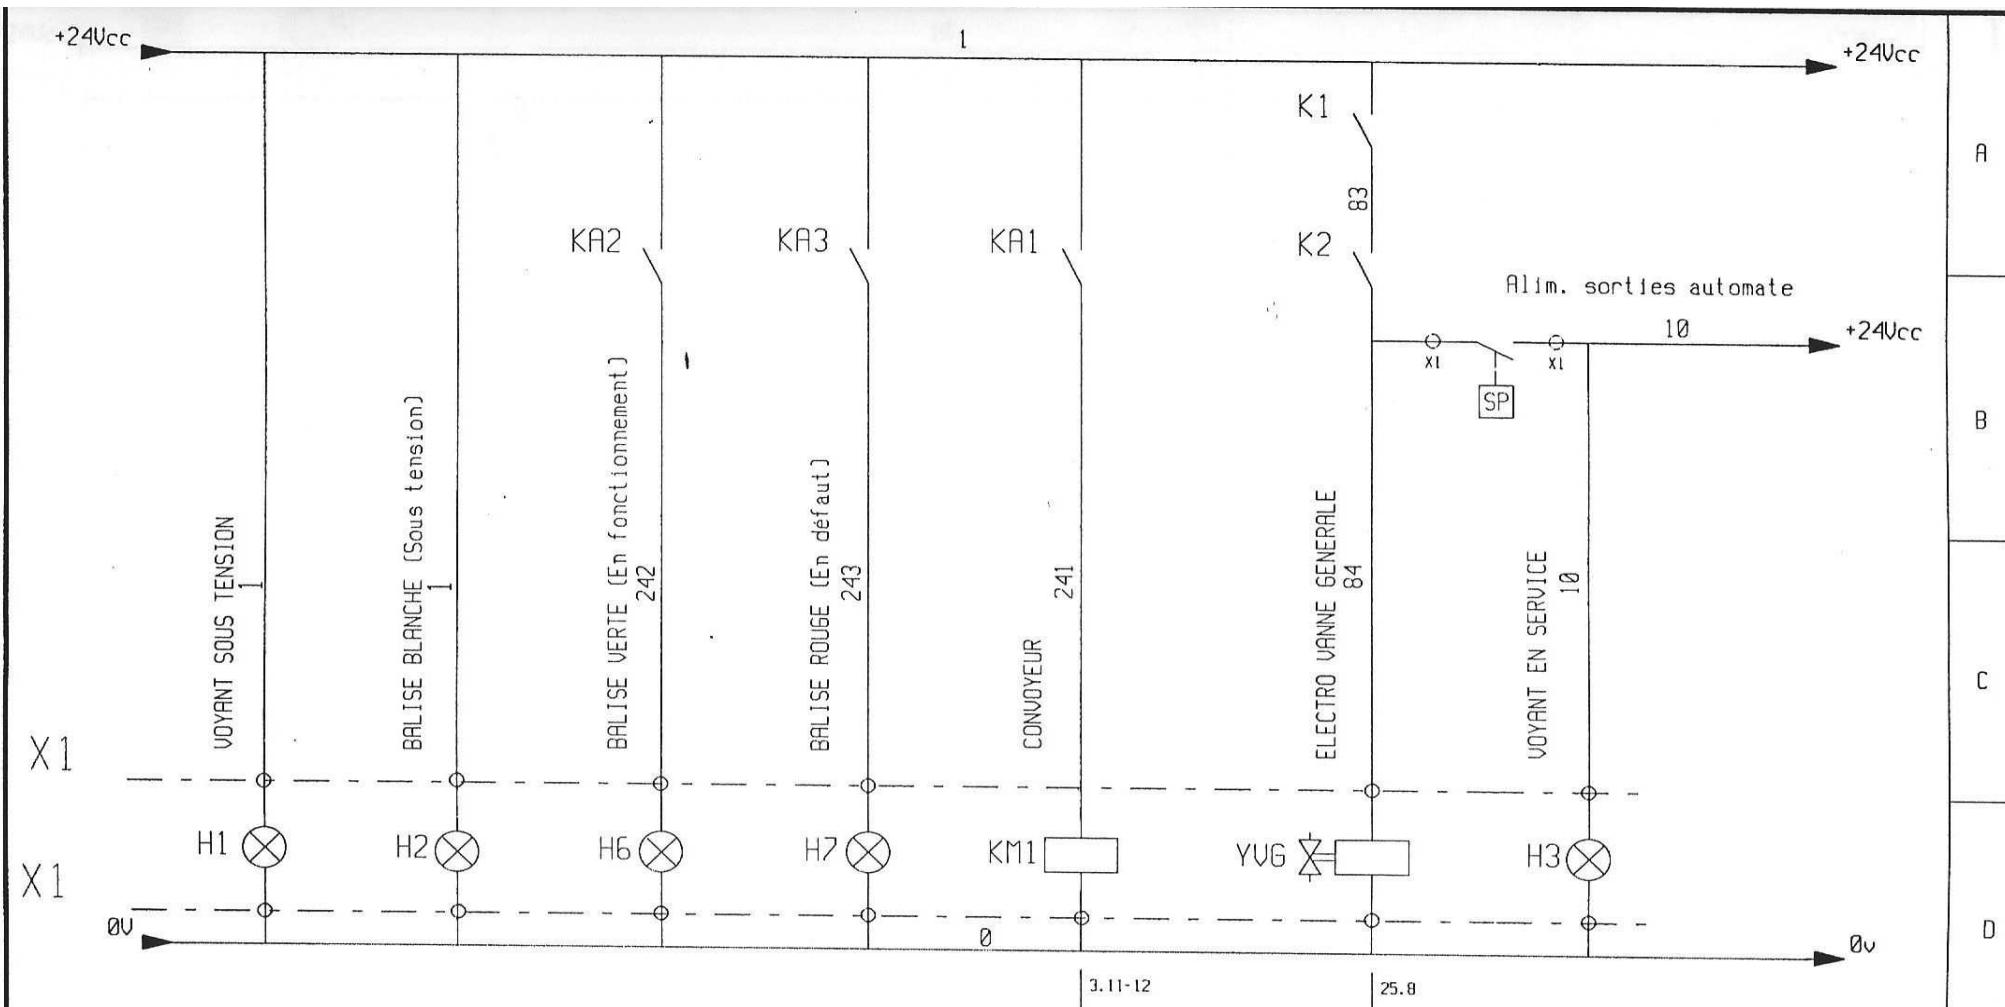 +24Vcc
1
+24Vcc
K1
A
83
KA2
KA3
KA1
K2
Alim. sorties automate
10
+24Vcc
X1
X1
SP
B
VOYANT SOUS TENSION
1
BALISE BLANCHE (Sous tension)
1
BALISE VERTE (En fonctionnement)
242
BALISE ROUGE (En défaut)
243
CONVOYEUR
241
ELECTRO VANNE GENERALE
84
VOYANT EN SERVICE
10
C
X1
H1
H2
H6
H7
KM1
YVG
H3
X1
0V
0
0v
D
3.11-12
25.8